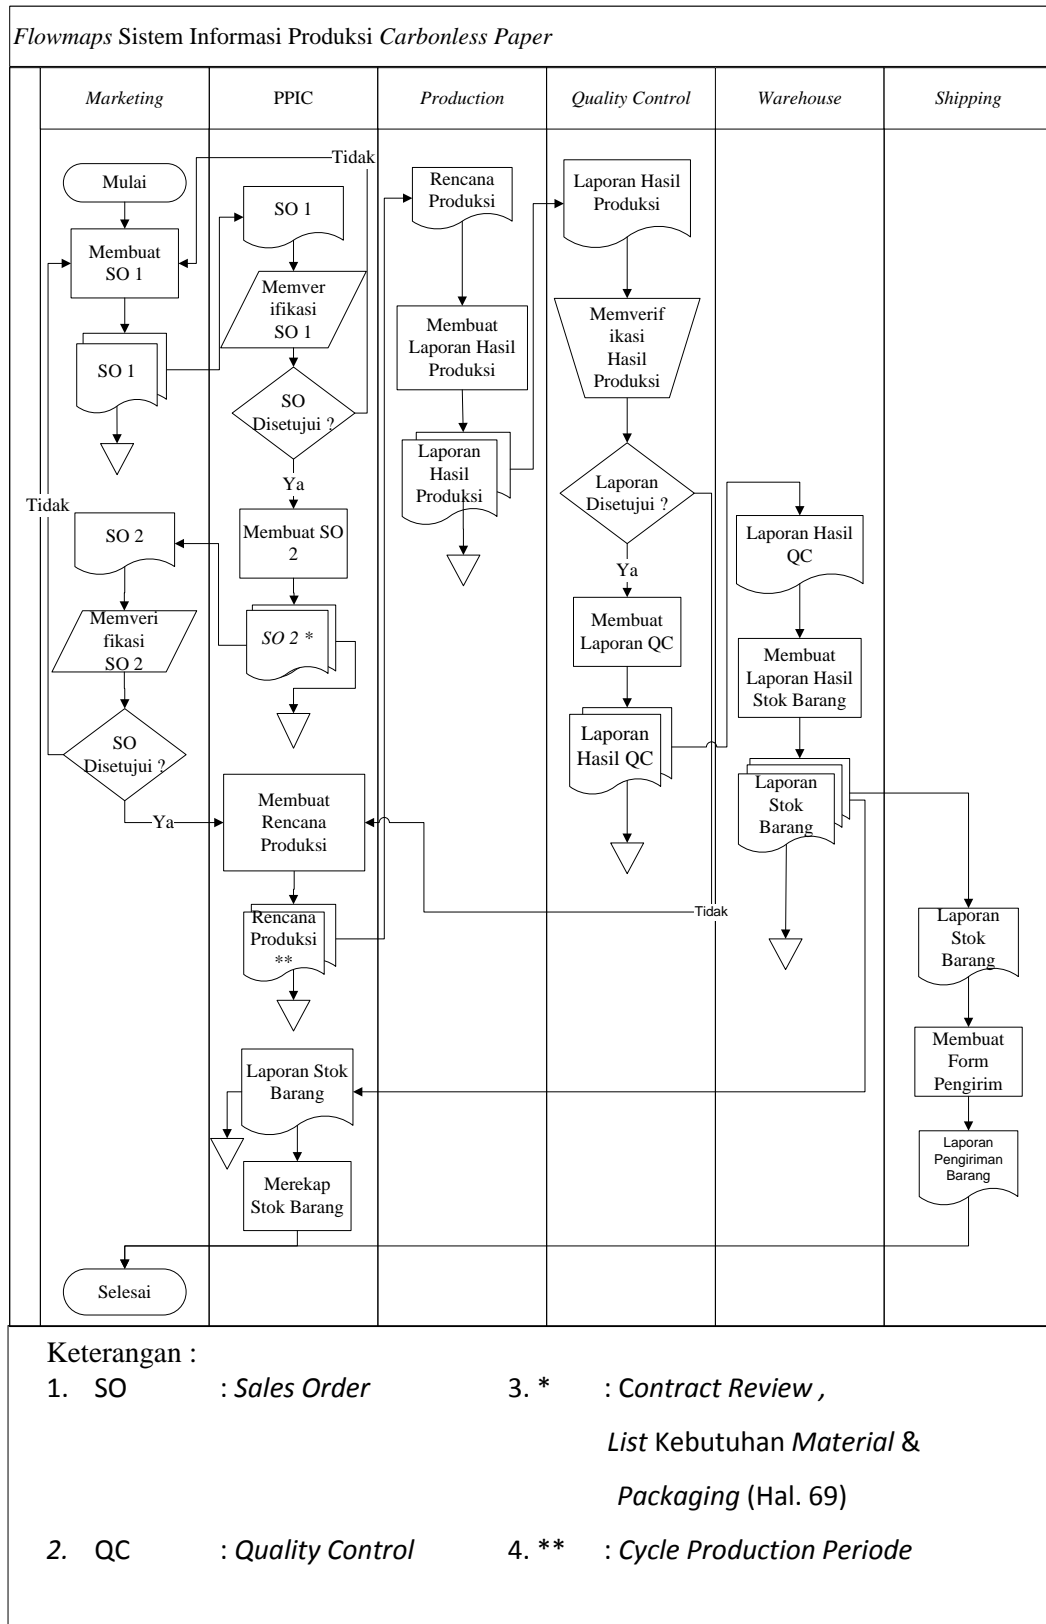 Flowmaps Sistem Informasi Produksi Carbonless Paper
Marketing
PPIC
Production
Quality Control
Warehouse
Shipping
Mulai
Membuat
SO 1
SO 1
Tidak
SO 2
Memveri
fikasi
SO 2
SO
Disetujui ?
Ya
Selesai
Tidak
SO 1
Memver
ifikasi
SO 1
SO
Disetujui ?
Ya
Membuat SO
2
SO 2 *
Membuat
Rencana
Produksi
Rencana
Produksi
**
Laporan Stok
Barang
Merekap
Stok Barang
Rencana
Produksi
Membuat
Laporan Hasil
Produksi
Laporan
Hasil
Produksi
Laporan Hasil
Produksi
Memverif
ikasi
Hasil
Produksi
Laporan
Disetujui ?
Ya
Membuat
Laporan QC
Laporan
Hasil QC
Tidak
Laporan Hasil
QC
Membuat
Laporan Hasil
Stok Barang
Laporan
Stok
Barang
Laporan
Stok
Barang
Membuat
Form
Pengirim
Laporan
Pengiriman
Barang
Keterangan :
1. SO : Sales Order 3. * : Contract Review ,
List Kebutuhan Material &
Packaging (Hal. 69)
2. QC : Quality Control 4. ** : Cycle Production Periode